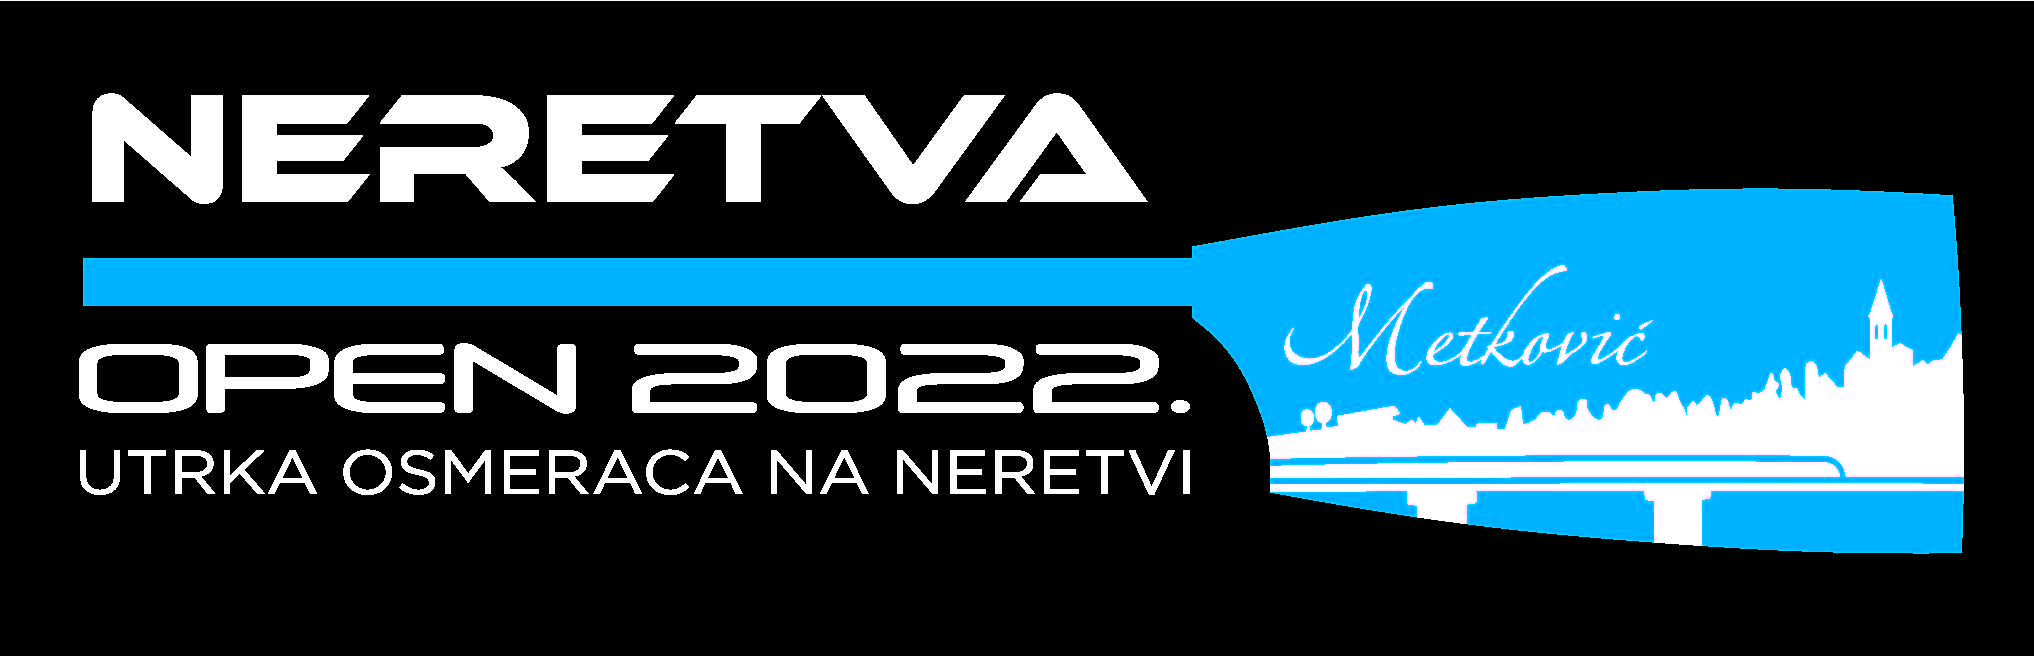 NERETVA
OPEN 2022.
UTRKA OSMERACA NA NERETVI
Metković